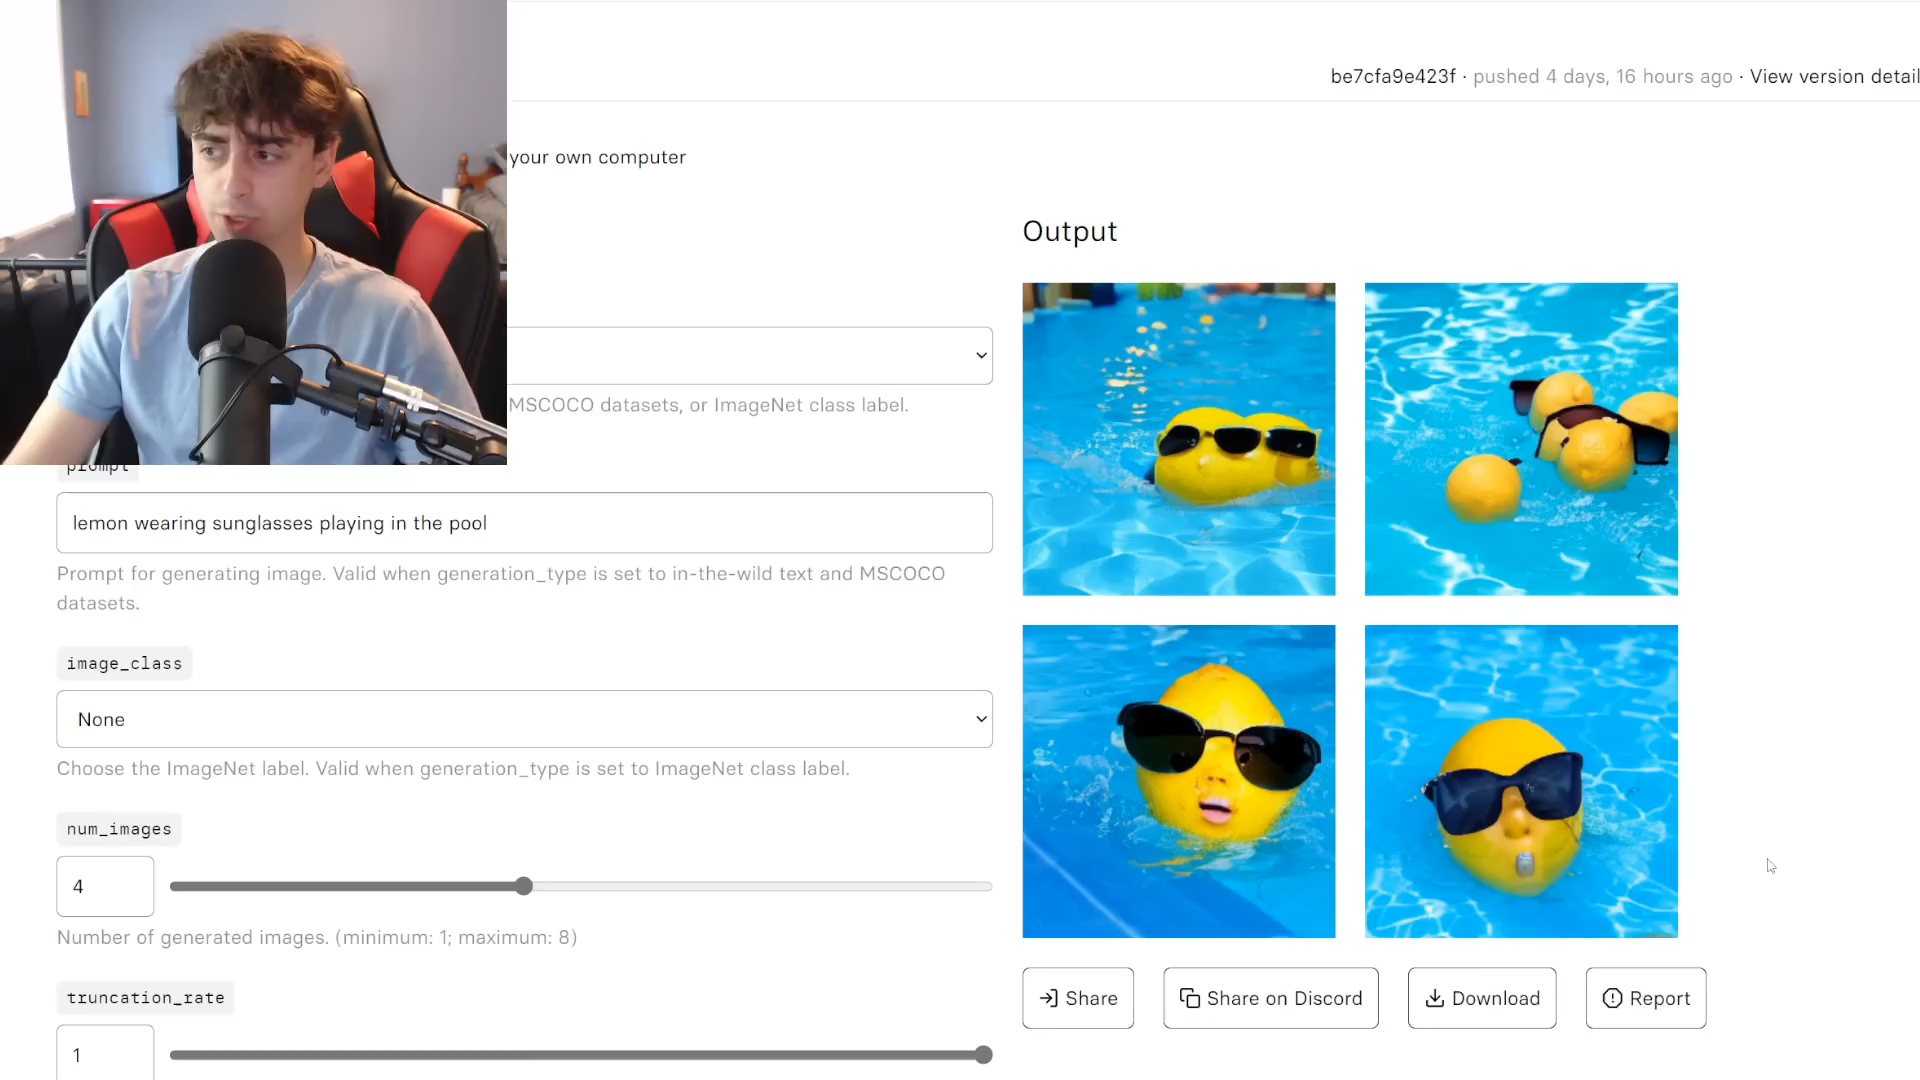 be7cfa9e423f · pushed 4 days, 16 hours ago · View version detail
your own computer
Output
MSCOCO datasets, or ImageNet class label.
prompt
lemon wearing sunglasses playing in the pool
Prompt for generating image. Valid when generation_type is set to in-the-wild text and MSCOCO
datasets.
image_class
None
Choose the ImageNet label. Valid when generation_type is set to ImageNet class label.
num_images
4
Number of generated images. (minimum: 1; maximum: 8)
truncation_rate
1
Share
Share on Discord
Download
Report